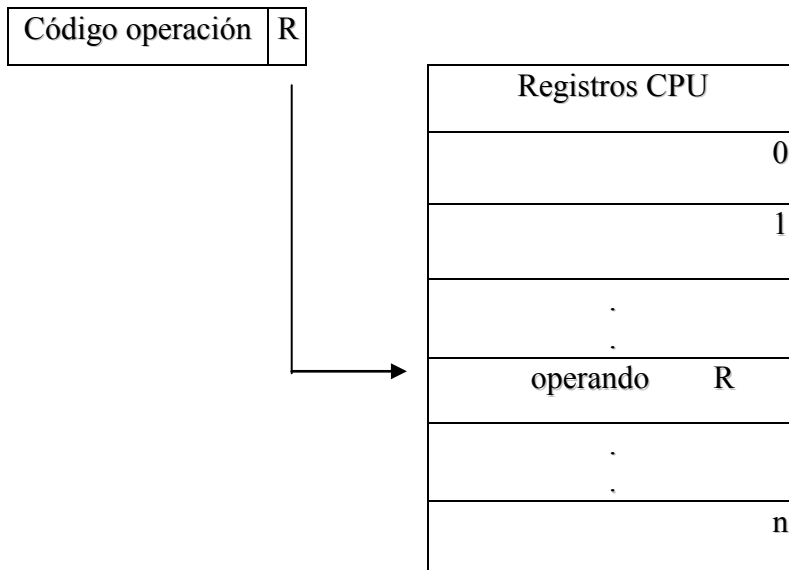 Código operación R
Registros CPU
0
1
.
.
operando R
.
.
n